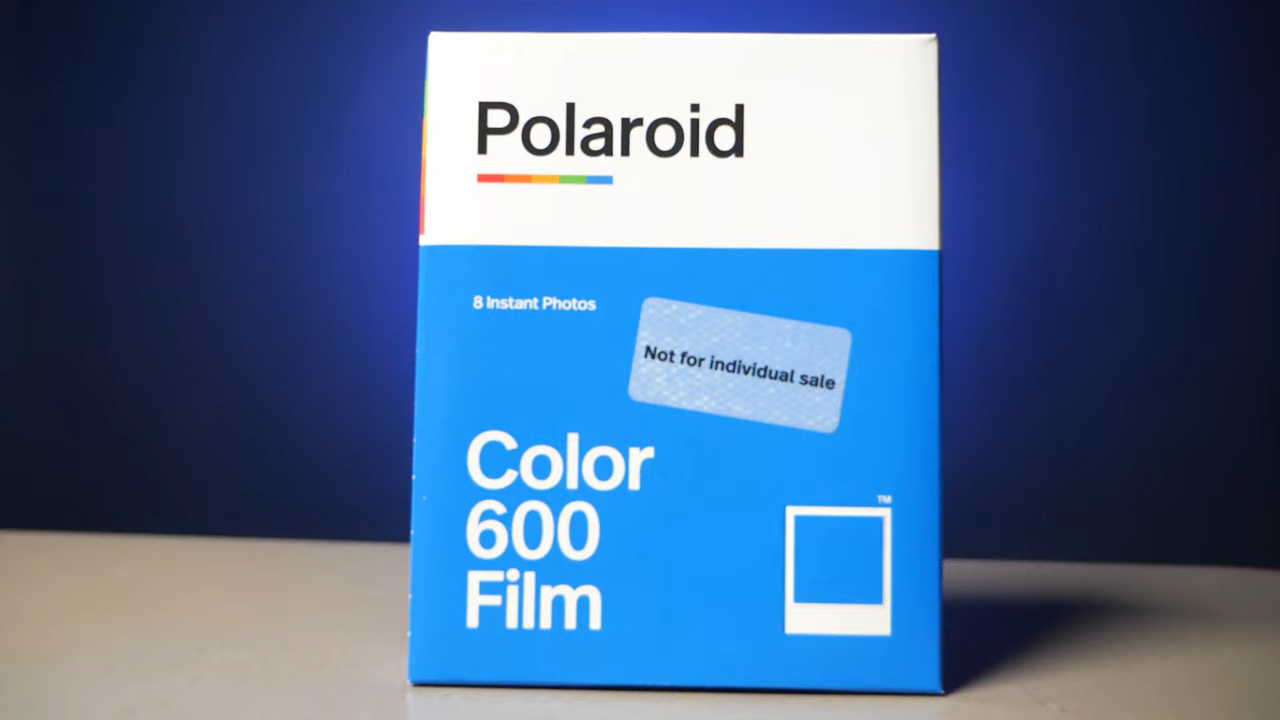 Polaroid
8 Instant Photos
Not for individual sale
Color
600
Film
TM